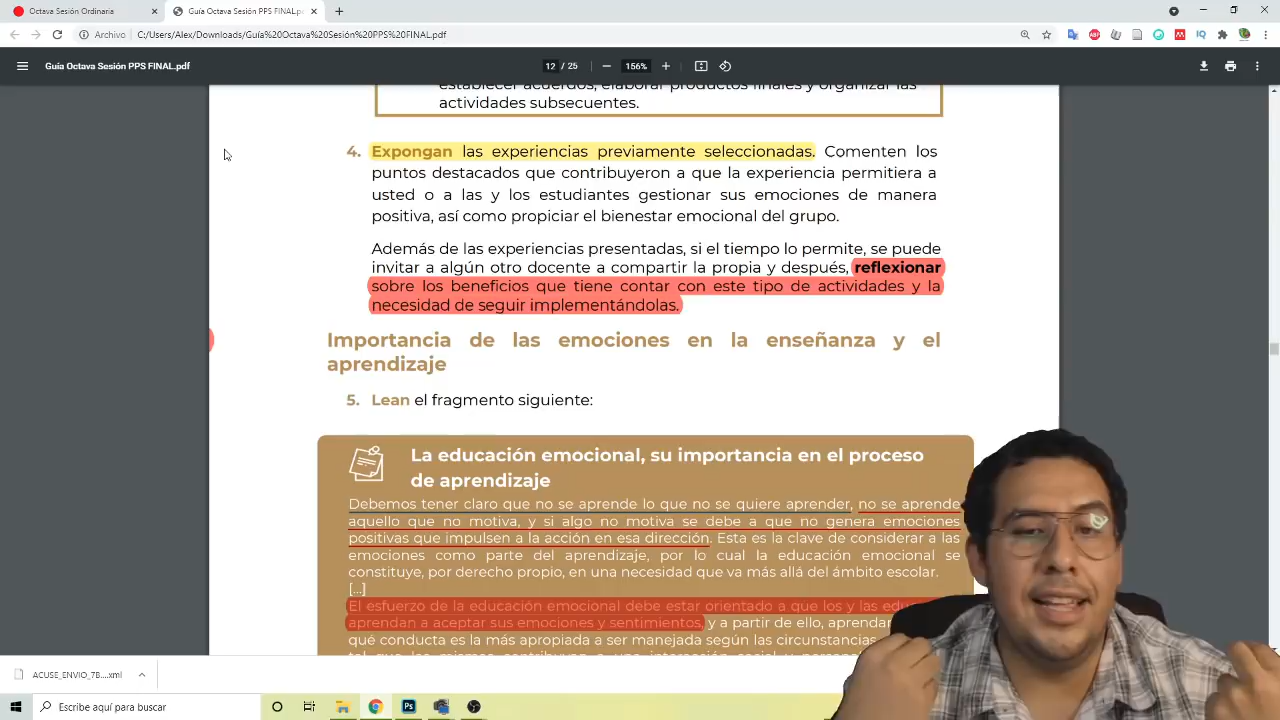 Octava Sesión Ordinaria
Guía Octava Sesión PPS FINAL.pd
Archivo
C:/Users/Alex/Downloads/Guía%20Octava%20Sesión%20PPS%20FINAL.pdf
Guía Octava Sesión PPS FINAL.pdf
12 / 25
156%
establecer acuerdos, elaborar productos finales y organizar las
actividades subsecuentes.
4. Expongan las experiencias previamente seleccionadas. Comenten los
puntos destacados que contribuyeron a que la experiencia permitiera a
usted o a las y los estudiantes gestionar sus emociones de manera
positiva, así como propiciar el bienestar emocional del grupo.
Además de las experiencias presentadas, si el tiempo lo permite, se puede
invitar a algún otro docente a compartir la propia y después, reflexionar
sobre los beneficios que tiene contar con este tipo de actividades y la
necesidad de seguir implementándolas.
Importancia de las emociones en la enseñanza y el
aprendizaje
5. Lean el fragmento siguiente:
La educación emocional, su importancia en el proceso
de aprendizaje
Debemos tener claro que no se aprende lo que no se quiere aprender, no se aprende
aquello que no motiva, y si algo no motiva se debe a que no genera emociones
positivas que impulsen a la acción en esa dirección. Esta es la clave de considerar a las
emociones como parte del aprendizaje, por lo cual la educación emocional se
constituye, por derecho propio, en una necesidad que va más allá del ámbito escolar.
[...]
El esfuerzo de la educación emocional debe estar orientado a que los y las
aprendan a aceptar sus emociones y sentimientos, y a partir de ello,
qué conducta es la más apropiada a ser manejada según las circunstancias
ACUSE_ENVIO_7B....xml
Escribe aquí para buscar